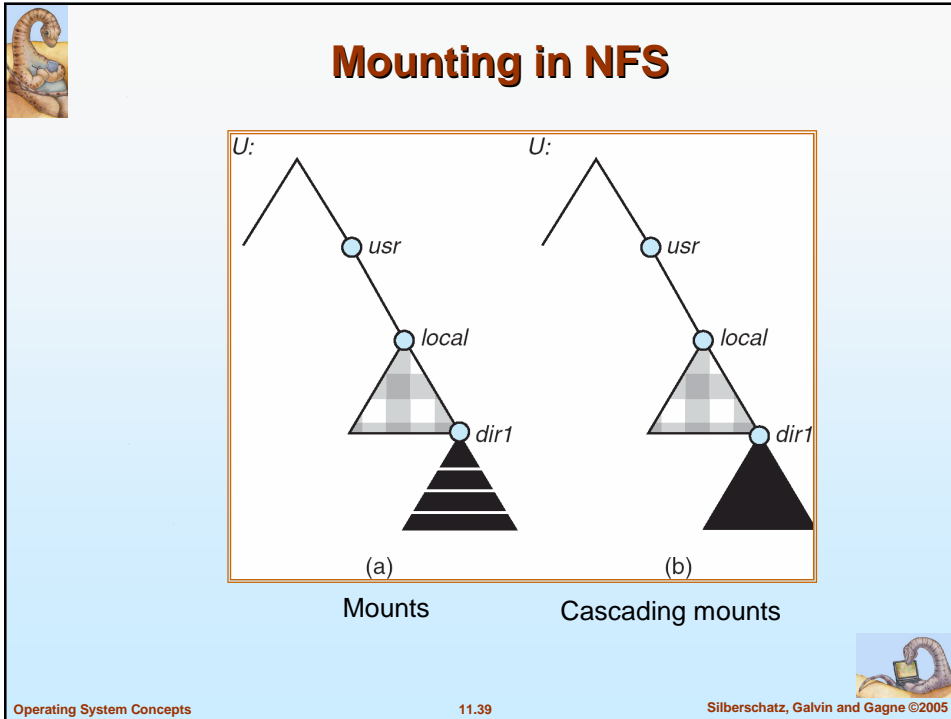 Mounting in NFS
U:
usr
local
dir1
(a)
U:
usr
local
dir1
(b)
Mounts
Cascading mounts
Operating System Concepts
11.39
Silberschatz, Galvin and Gagne ©2005